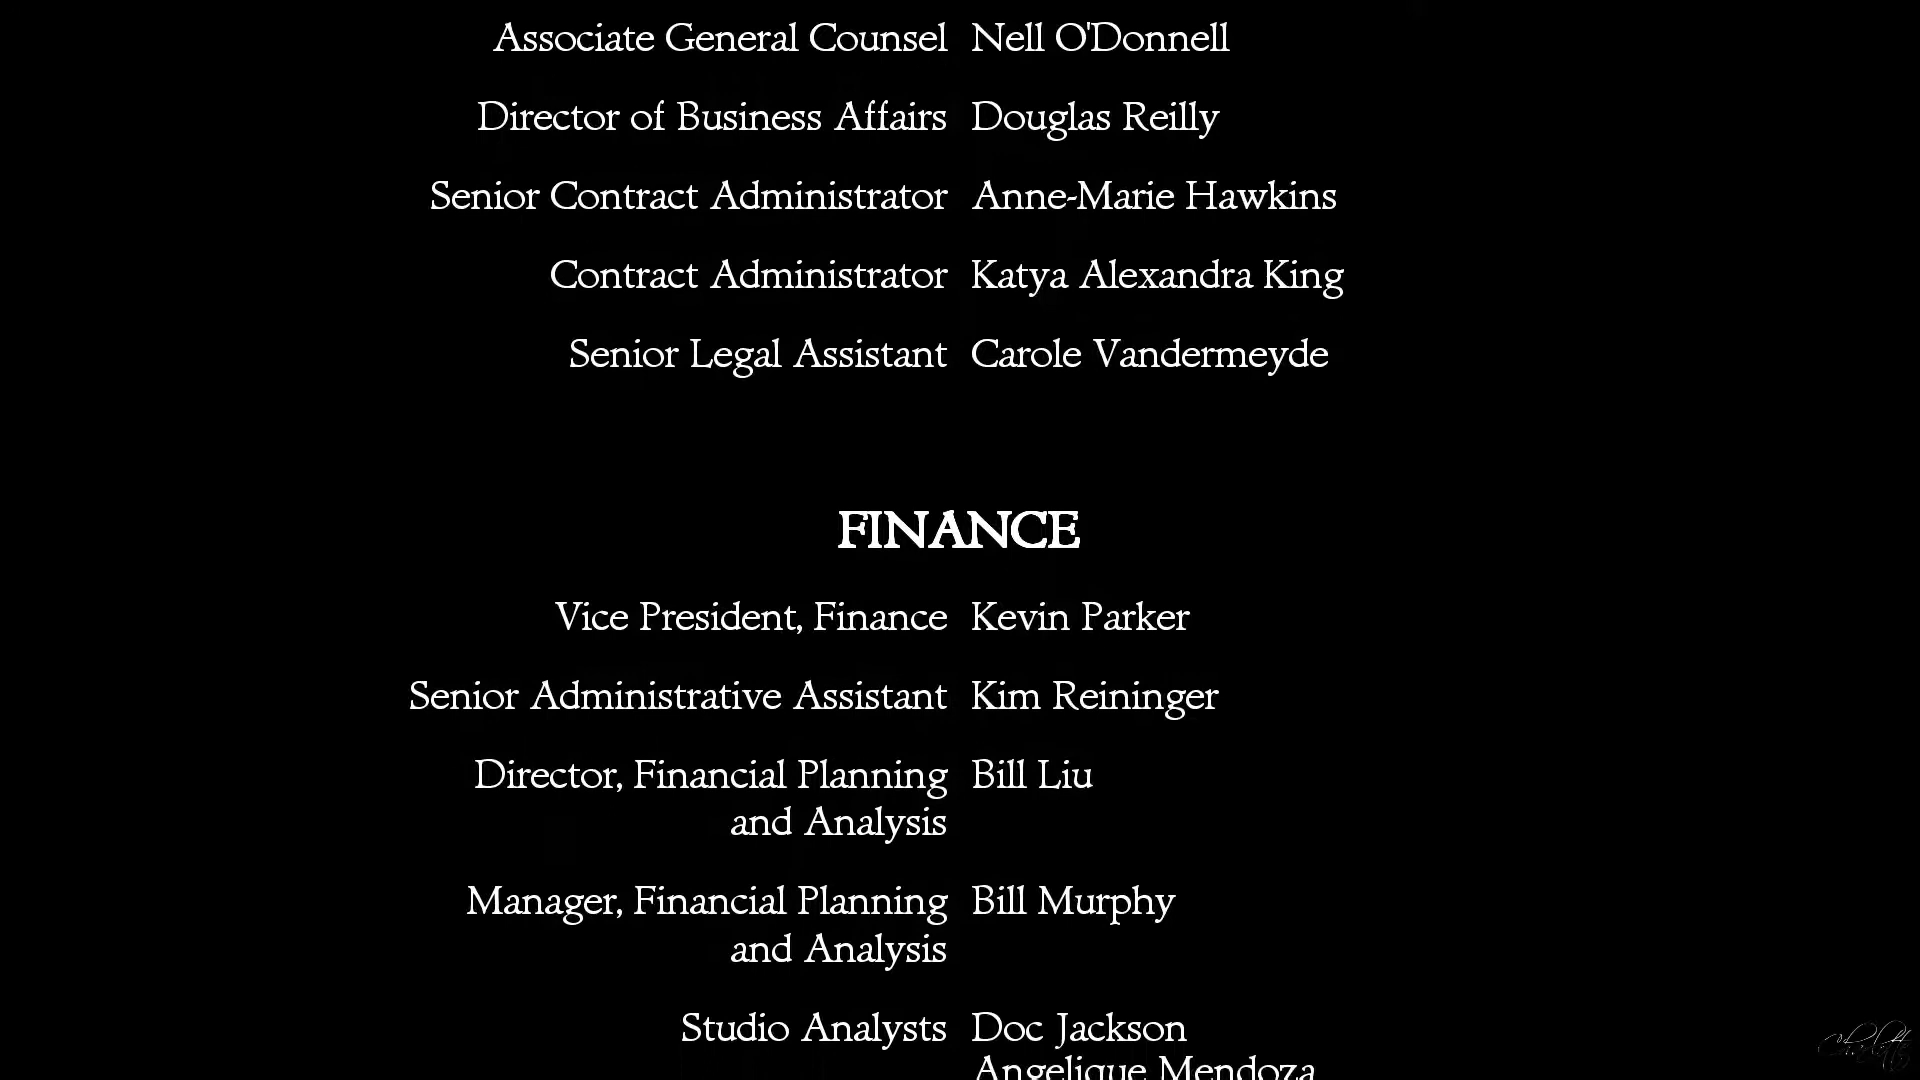 Associate General Counsel Nell O'Donnell
Director of Business Affairs Douglas Reilly
Senior Contract Administrator Anne-Marie Hawkins
Contract Administrator Katya Alexandra King
Senior Legal Assistant Carole Vandermeyde
FINANCE
Vice President, Finance Kevin Parker
Senior Administrative Assistant Kim Reininger
Director, Financial Planning Bill Liu
and Analysis
Manager, Financial Planning Bill Murphy
and Analysis
Studio Analysts Doc Jackson
Angelique Mendoza